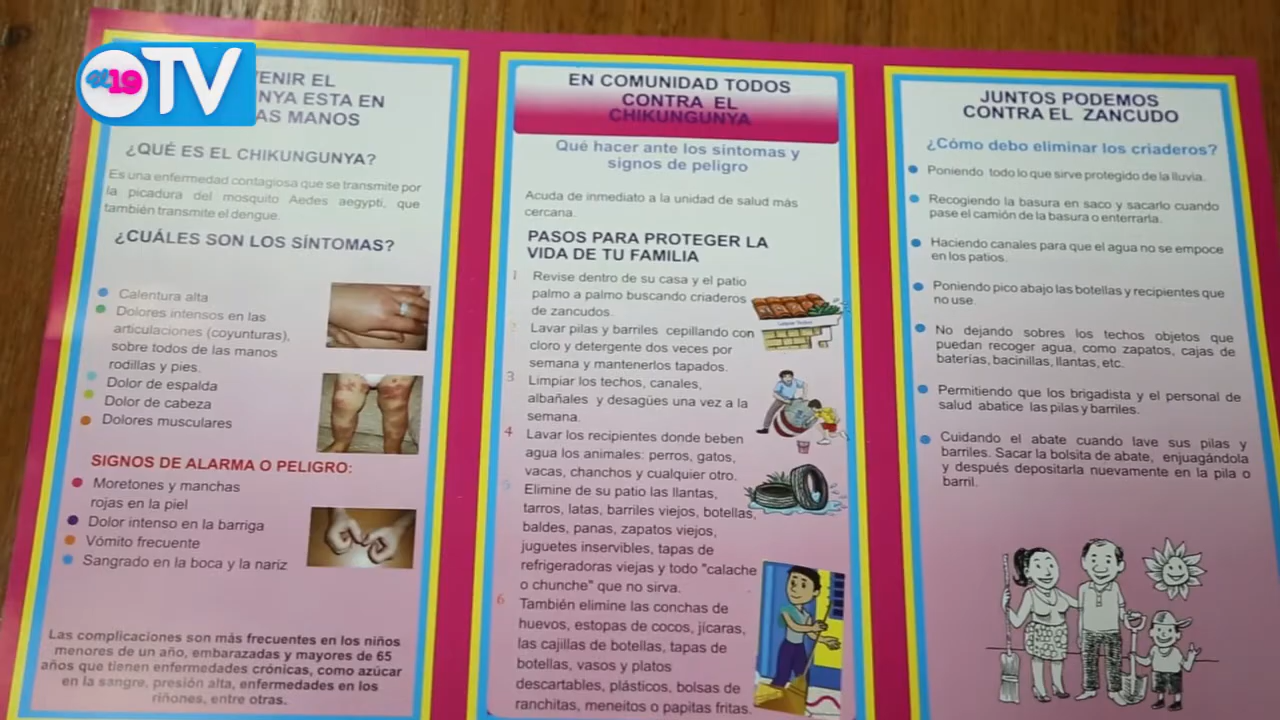 el 19 TV
VENIR EL
NYA ESTA EN
AS MANOS
¿QUÉ ES EL CHIKUNGUNYA?
Es una enfermedad contagiosa que se transmite por
la picadura del mosquito Aedes aegypti, que
también transmite el dengue.
¿CUÁLES SON LOS SÍNTOMAS?
Calentura alta
Dolores intensos en las
articulaciones (coyunturas),
sobre todos de las manos
rodillas y pies.
Dolor de espalda
Dolor de cabeza
Dolores musculares
SIGNOS DE ALARMA O PELIGRO:
Moretones y manchas
rojas en la piel
Dolor intenso en la barriga
Vómito frecuente
Sangrado en la boca y la naríz
Las complicaciones son más frecuentes en los niños
menores de un año, embarazadas y mayores de 65
años que tienen enfermedades crónicas, como azúcar
en la sangre, presión alta, enfermedades en los
riñones, entre otras.
EN COMUNIDAD TODOS
CONTRA EL
CHIKUNGUNYA
Qué hacer ante los síntomas y
signos de peligro
Acuda de inmediato a la unidad de salud más
cercana.
PASOS PARA PROTEGER LA
VIDA DE TU FAMILIA
1 Revise dentro de su casa y el patio
palmo a palmo buscando criaderos
de zancudos.
2 Lavar pilas y barriles cepillando con
cloro y detergente dos veces por
semana y mantenerlos tapados.
3 Limpiar los techos, canales,
albañales y desagües una vez a la
semana.
4 Lavar los recipientes donde beben
agua los animales: perros, gatos,
vacas, chanchos y cualquier otro.
5 Elimine de su patio las llantas,
tarros, latas, barriles viejos, botellas,
baldes, panas, zapatos viejos,
juguetes inservibles, tapas de
refrigeradoras viejas y todo "calache
o chunche" que no sirva.
6 También elimine las conchas de
huevos, estopas de cocos, jícaras,
las cajillas de botellas, tapas de
botellas, vasos y platos
descartables, plásticos, bolsas de
ranchitas, meneitos o papitas fritas.
JUNTOS PODEMOS
CONTRA EL ZANCUDO
¿Cómo debo eliminar los criaderos?
Poniendo todo lo que sirve protegido de la lluvia.
Recogiendo la basura en saco y sacarlo cuando
pase el camión de la basura o enterrarla.
Haciendo canales para que el agua no se empoce
en los patios.
Poniendo pico abajo las botellas y recipientes que
no use.
No dejando sobre los techos objetos que
puedan recoger agua, como zapatos, cajas de
baterías, bacinillas, llantas, etc.
Permitiendo que los brigadista y el personal de
salud abatice las pilas y barriles.
Cuidando el abate cuando lave sus pilas y
barriles. Sacar la bolsita de abate, enjuagándola
y después depositarla nuevamente en la pila o
barril.